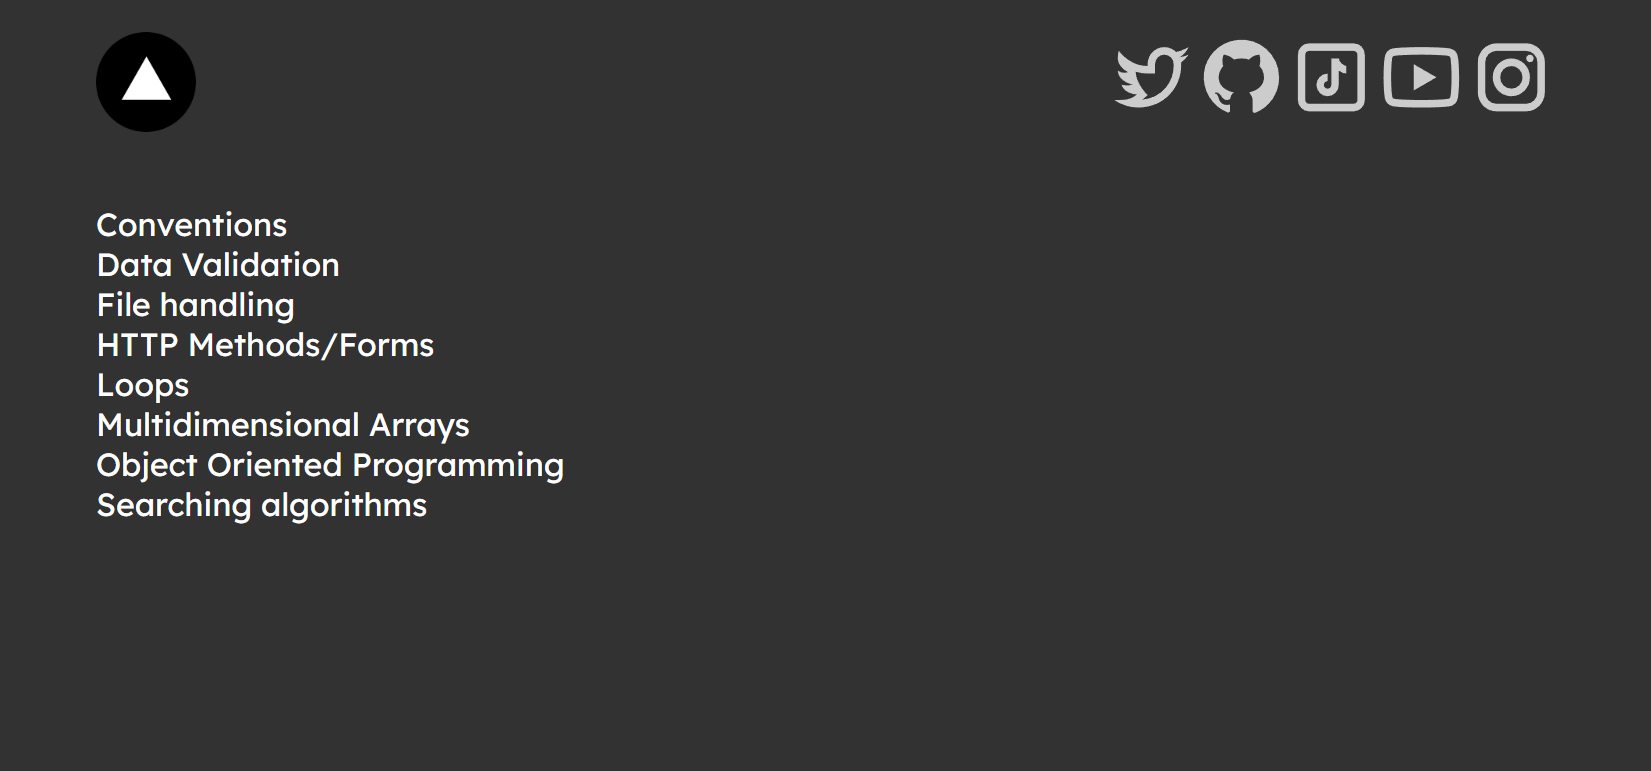 Conventions
Data Validation
File handling
HTTP Methods/Forms
Loops
Multidimensional Arrays
Object Oriented Programming
Searching algorithms